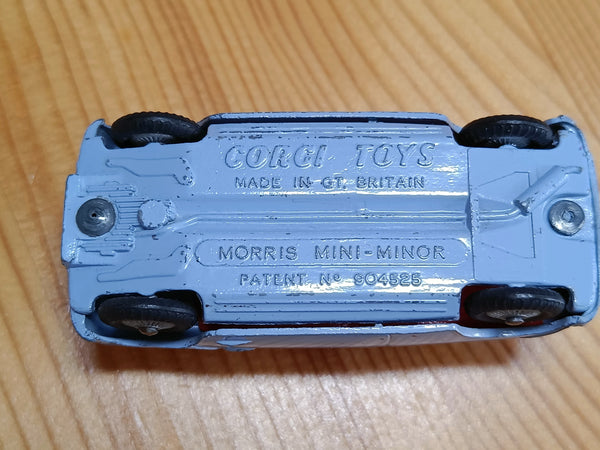 CORGI TOYS
MADE IN GT. BRITAIN
MORRIS MINI-MINOR
PATENT Nº 904525